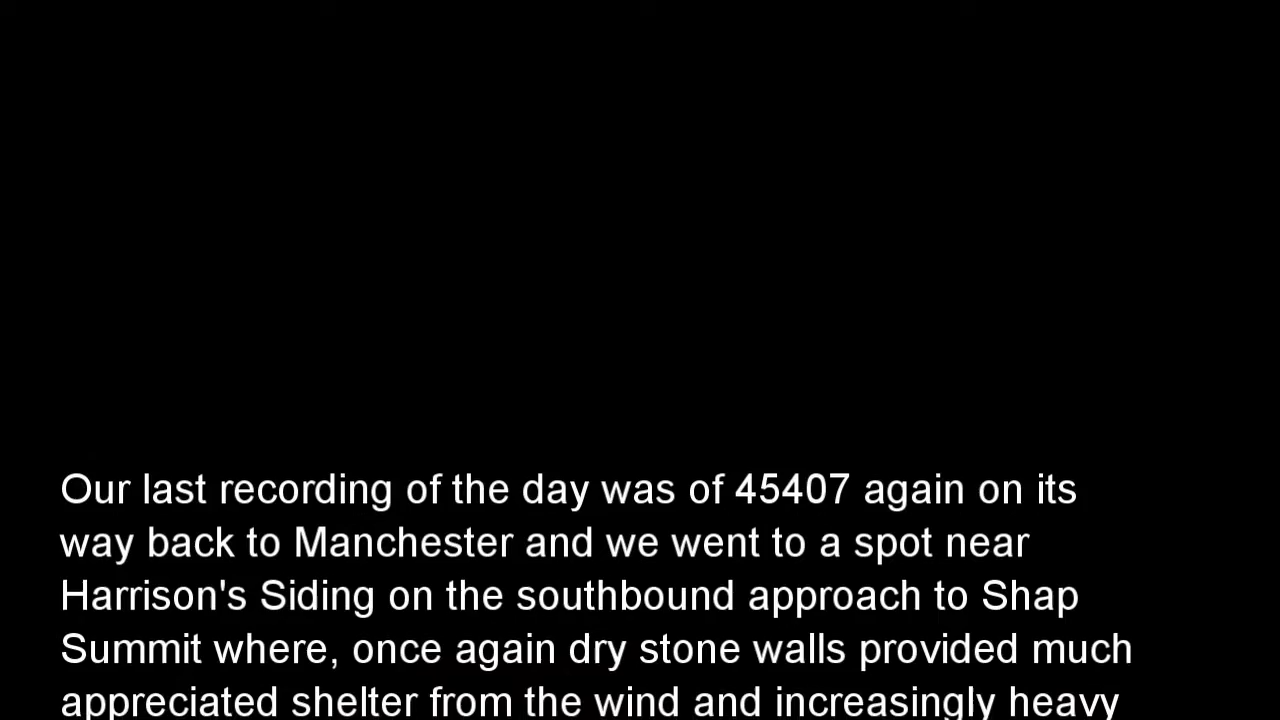 Our last recording of the day was of 45407 again on its
way back to Manchester and we went to a spot near
Harrison's Siding on the southbound approach to Shap
Summit where, once again dry stone walls provided much
appreciated shelter from the wind and increasingly heavy